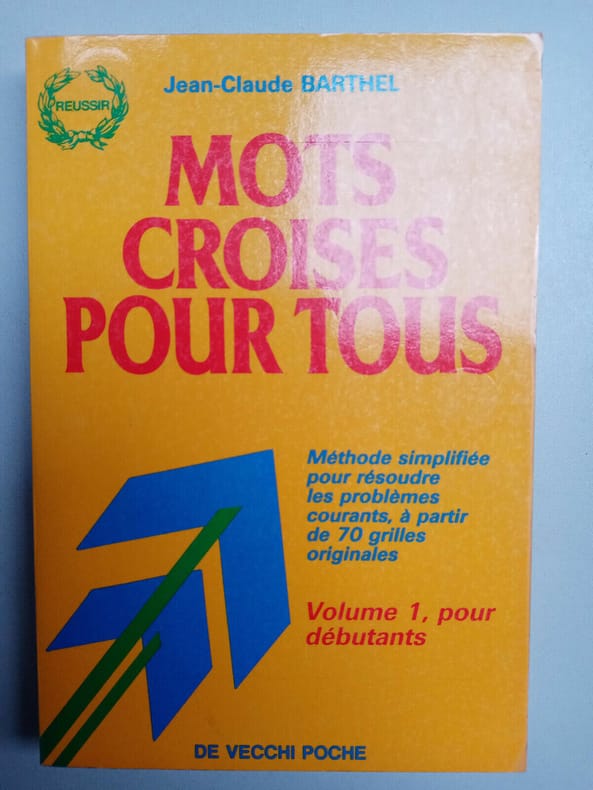 REUSSIR
Jean-Claude BARTHEL
MOTS
CROISES
POUR TOUS
Méthode simplifiée
pour résoudre
les problèmes
courants, à partir
de 70 grilles
originales
Volume 1, pour
débutants
DE VECCHI POCHE